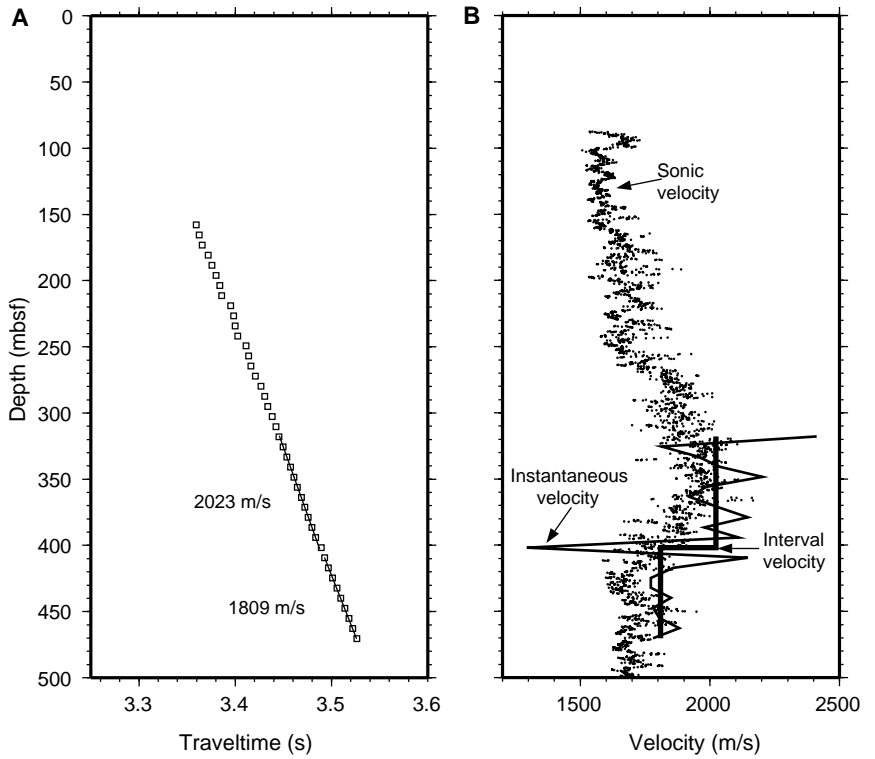 A
0
50
100
150
200
250
300
350
400
450
500
Depth (mbsf)
2023 m/s
1809 m/s
3.3 3.4 3.5 3.6
Traveltime (s)
B
Sonic
velocity
Instantaneous
velocity
Interval
velocity
1500 2000 2500
Velocity (m/s)